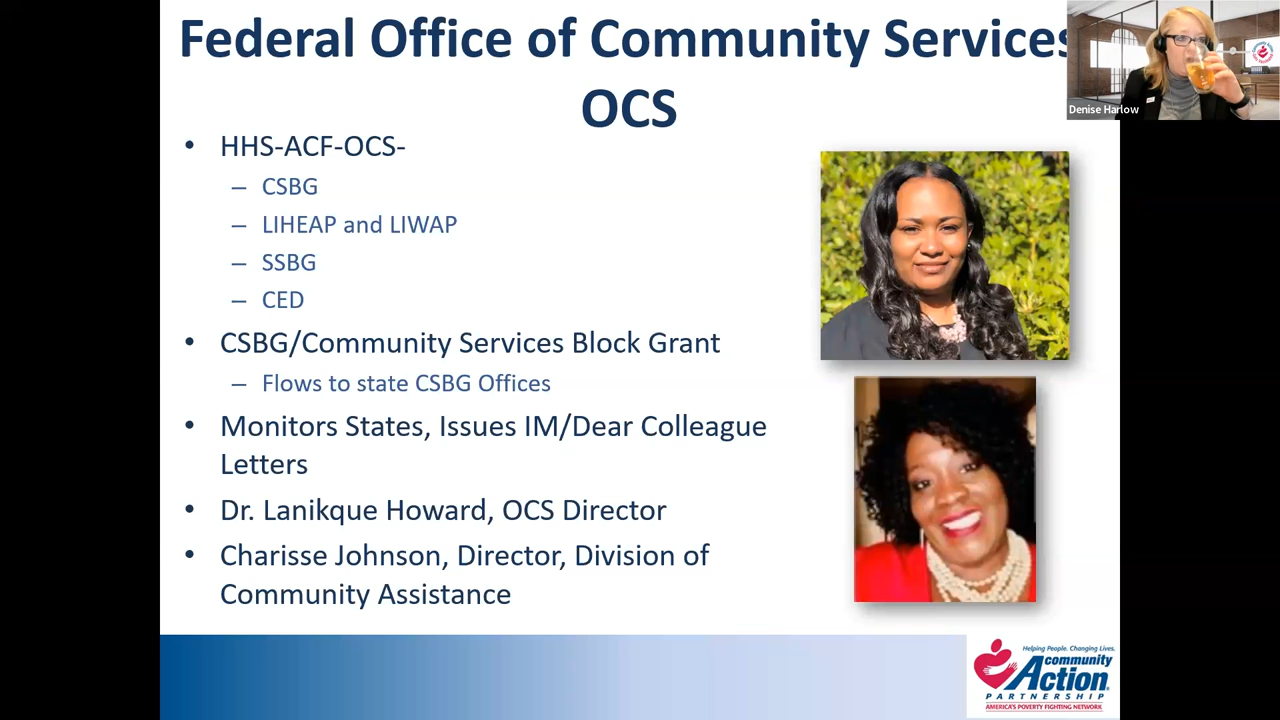 Federal Office of Community Services
OCS
Denise Harlow
• HHS-ACF-OCS-
– CSBG
– LIHEAP and LIWAP
– SSBG
– CED
• CSBG/Community Services Block Grant
– Flows to state CSBG Offices
• Monitors States, Issues IM/Dear Colleague
Letters
• Dr. Lanikque Howard, OCS Director
• Charisse Johnson, Director, Division of
Community Assistance
Helping People. Changing Lives.
community
Action
PARTNERSHIP
AMERICA'S POVERTY FIGHTING NETWORK